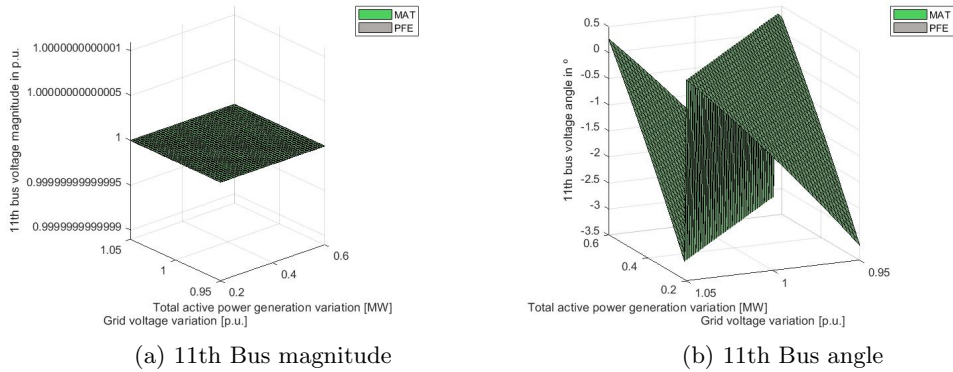 MAT
PFE
1.0000000000001
1.00000000000005
1
0.99999999999995
0.9999999999999
11th bus voltage magnitude in p.u.
1.05
1
0.95
0.2
0.4
0.6
Total active power generation variation [MW]
Grid voltage variation [p.u.]
(a) 11th Bus magnitude
MAT
PFE
0.5
0
-0.5
-1
-1.5
-2
-2.5
-3
-3.5
11th bus voltage angle in º
0.6
0.4
0.2
1.05
1
0.95
Total active power generation variation [MW]
Grid voltage variation [p.u.]
(b) 11th Bus angle